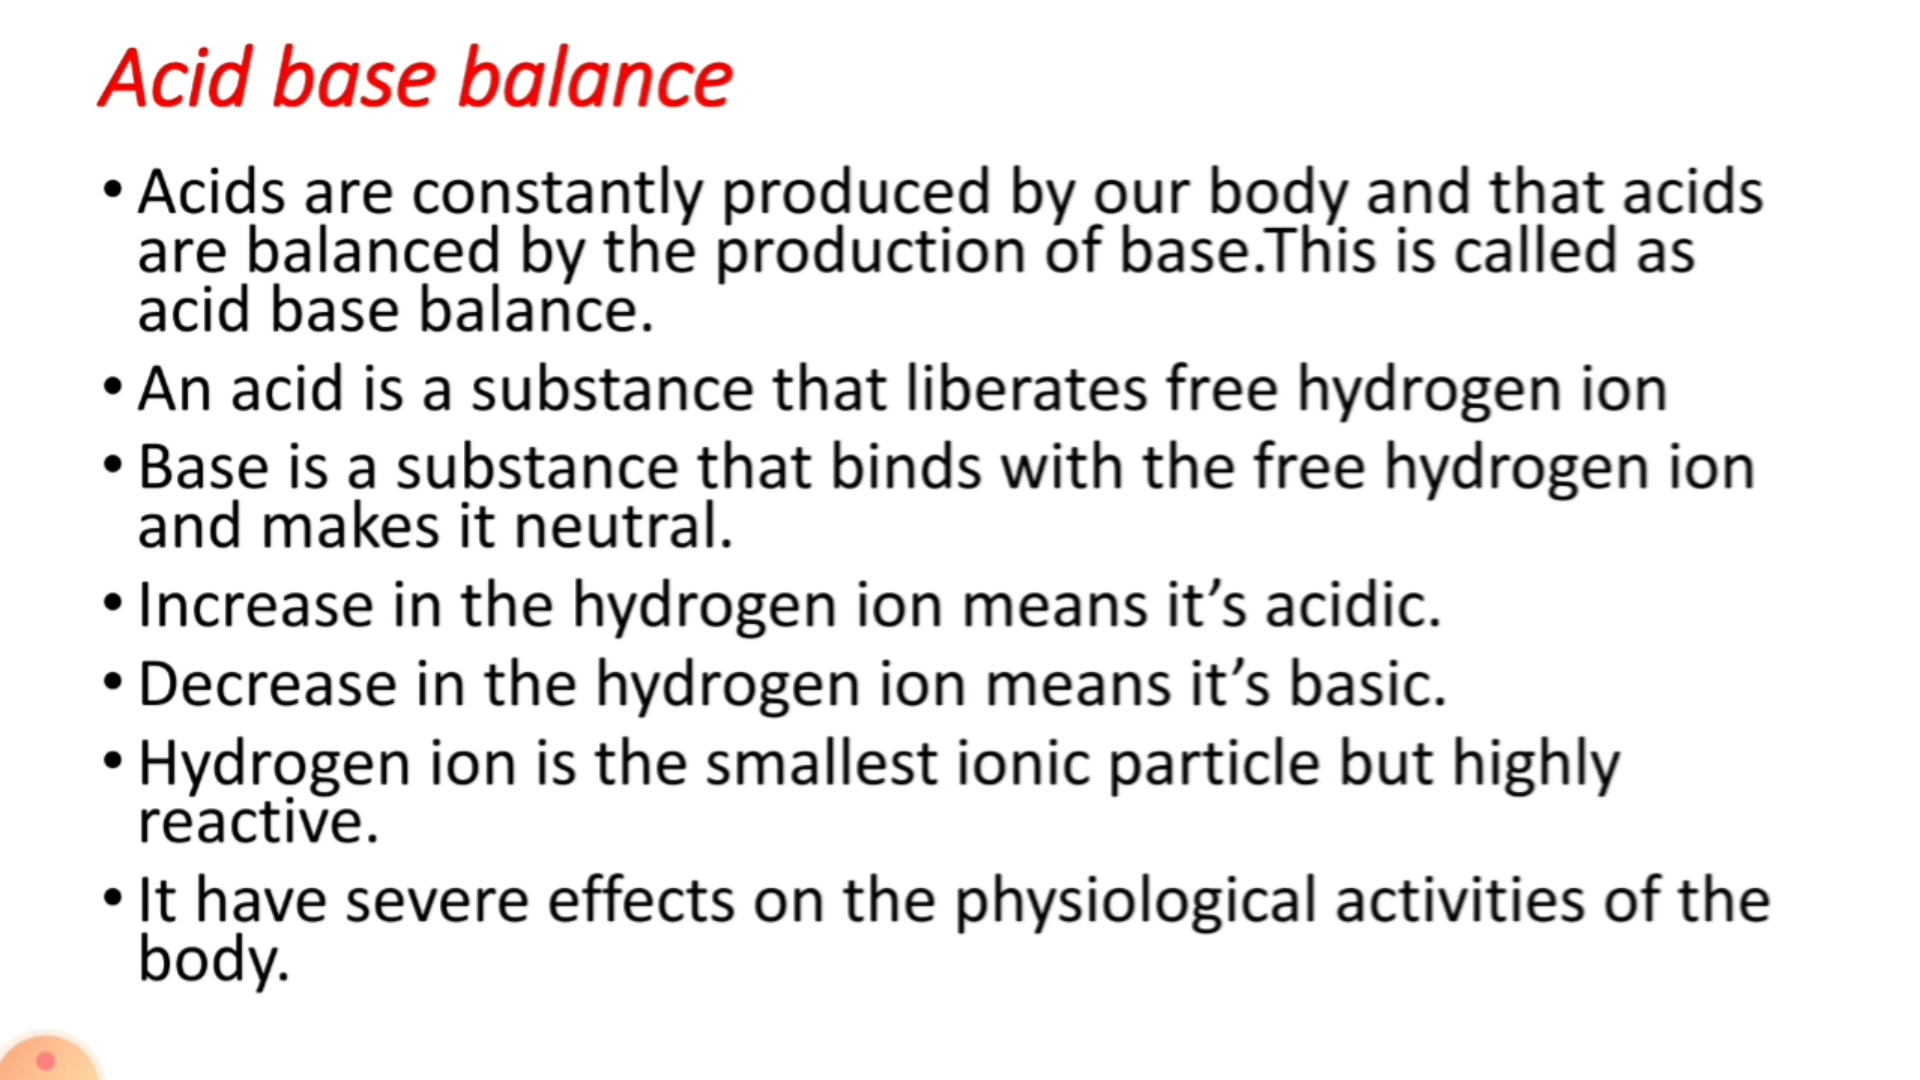 Acid base balance
• Acids are constantly produced by our body and that acids
are balanced by the production of base.This is called as
acid base balance.
• An acid is a substance that liberates free hydrogen ion
• Base is a substance that binds with the free hydrogen ion
and makes it neutral.
• Increase in the hydrogen ion means it’s acidic.
• Decrease in the hydrogen ion means it’s basic.
• Hydrogen ion is the smallest ionic particle but highly
reactive.
• It have severe effects on the physiological activities of the
body.